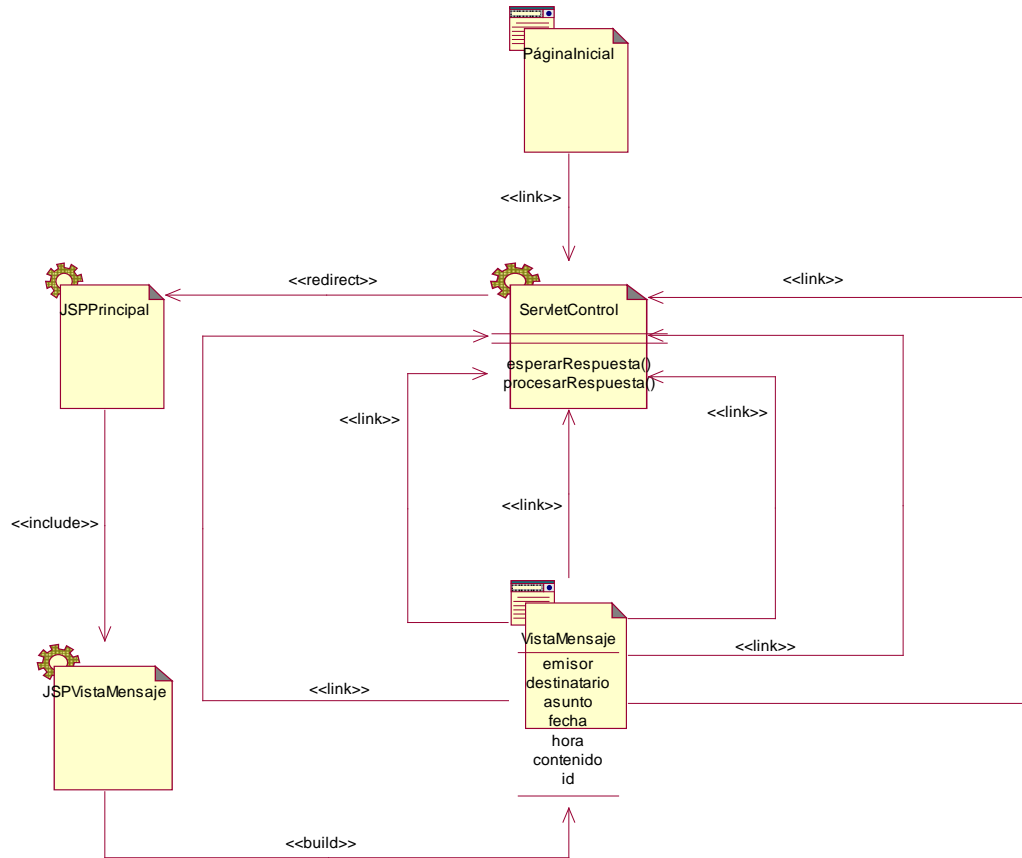 PáginaInicial
<<link>>
<<redirect>>
<<link>>
JSPPrincipal
ServletControl
esperarRespuesta()
procesarRespuesta()
<<link>>
<<link>>
<<link>>
<<include>>
VistaMensaje
<<link>>
emisor
destinatario
<<link>>
JSPVistaMensaje
asunto
fecha
hora
contenido
id
<<build>>